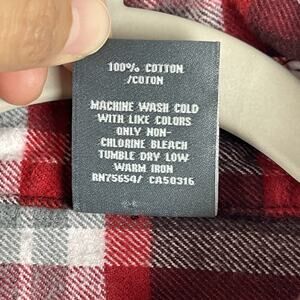 100% COTTON
/COTON
MACHINE WASH COLD
WITH LIKE COLORS
ONLY NON-
CHLORINE BLEACH
TUMBLE DRY LOW
WARM IRON
RN75654/ CA50316